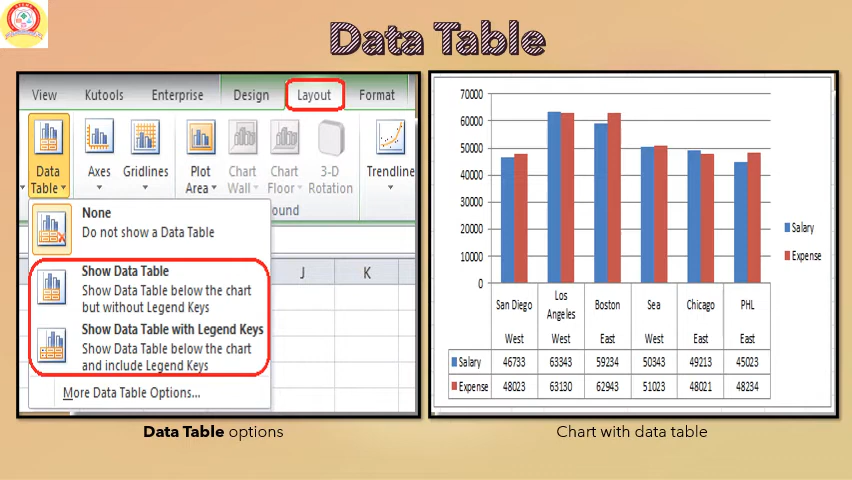 Data Table
View Kutools Enterprise Design Layout Format
Data Table Axes Gridlines Plot Area Chart Wall Chart Floor 3-D Rotation Trendline
ound
None
Do not show a Data Table
Show Data Table
Show Data Table below the chart
but without Legend Keys
Show Data Table with Legend Keys
Show Data Table below the chart
and include Legend Keys
More Data Table Options...
J K
Data Table options
70000
60000
50000
40000
30000
20000
10000
0
Salary
Expense
San Diego Los Angeles Boston Sea Chicago PHL
West West East West East East
Salary 46733 63343 59234 50343 49213 45023
Expense 48023 63130 62943 51023 48021 48234
Chart with data table